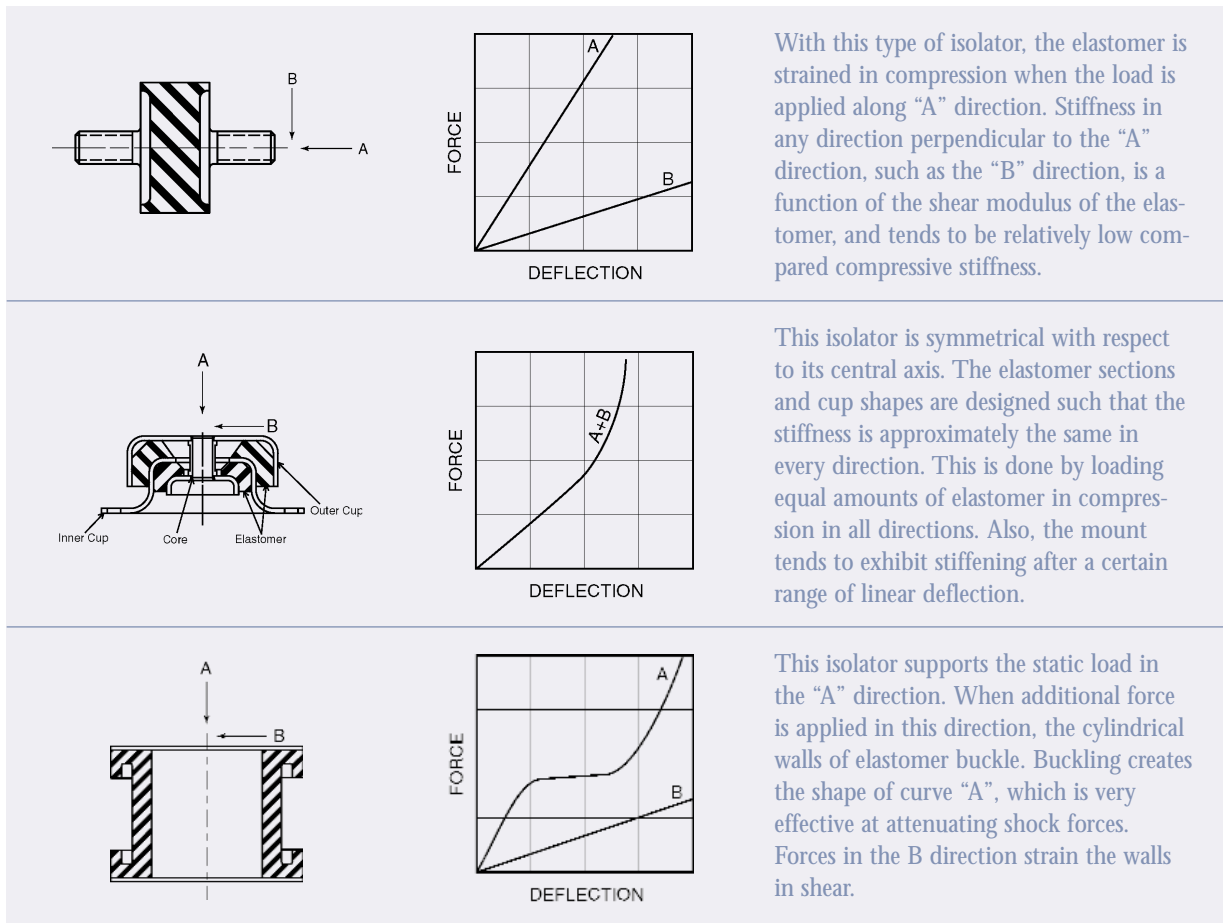 B
A
FORCE
A
B
DEFLECTION
With this type of isolator, the elastomer is
strained in compression when the load is
applied along “A” direction. Stiffness in
any direction perpendicular to the “A”
direction, such as the “B” direction, is a
function of the shear modulus of the elas-
tomer, and tends to be relatively low com-
pared compressive stiffness.
A
B
Outer Cup
Inner Cup
Core
Elastomer
FORCE
A+B
DEFLECTION
This isolator is symmetrical with respect
to its central axis. The elastomer sections
and cup shapes are designed such that the
stiffness is approximately the same in
every direction. This is done by loading
equal amounts of elastomer in compres-
sion in all directions. Also, the mount
tends to exhibit stiffening after a certain
range of linear deflection.
A
B
FORCE
A
B
DEFLECTION
This isolator supports the static load in
the “A” direction. When additional force
is applied in this direction, the cylindrical
walls of elastomer buckle. Buckling creates
the shape of curve “A”, which is very
effective at attenuating shock forces.
Forces in the B direction strain the walls
in shear.